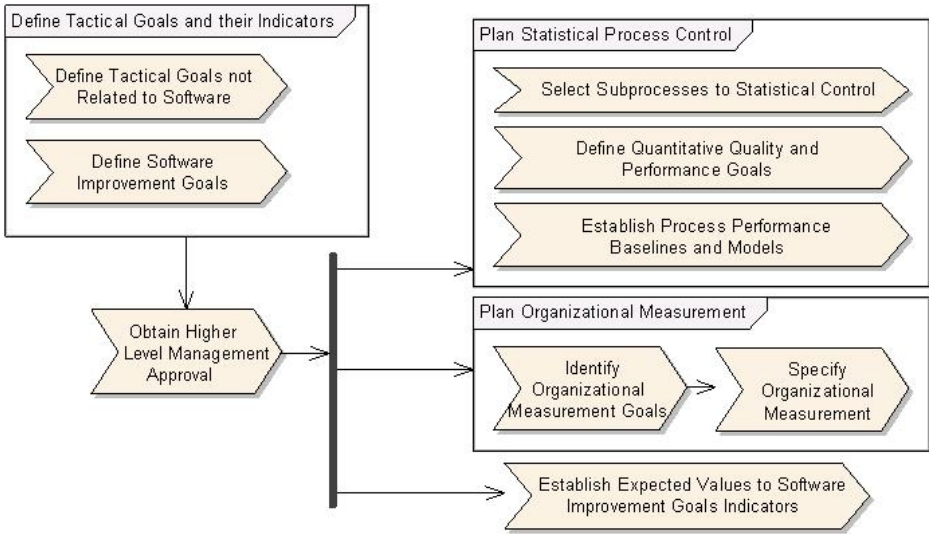 Define Tactical Goals and their Indicators
Define Tactical Goals not
Related to Software
Define Software
Improvement Goals
Obtain Higher
Level Management
Approval
Plan Statistical Process Control
Select Subprocesses to Statistical Control
Define Quantitative Quality and
Performance Goals
Establish Process Performance
Baselines and Models
Plan Organizational Measurement
Identify
Organizational
Measurement Goals
Specify
Organizational
Measurement
Establish Expected Values to Software
Improvement Goals Indicators